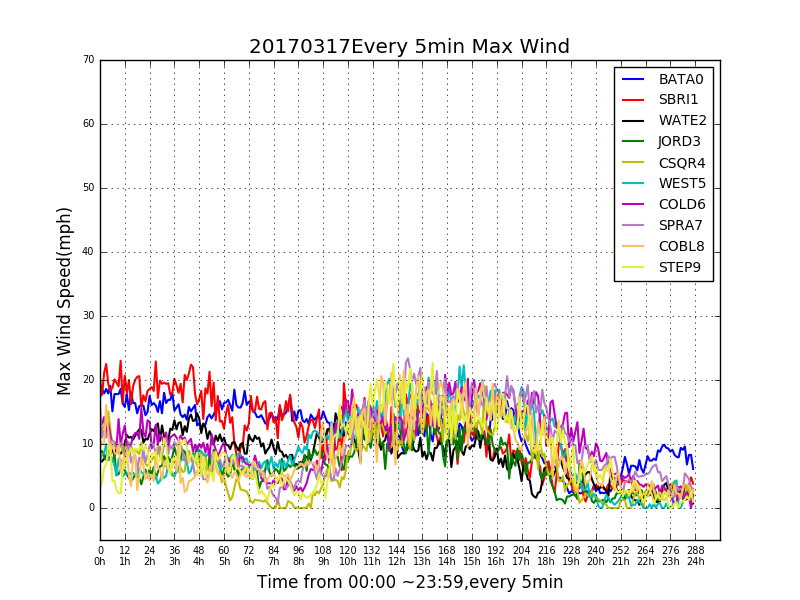 20170317Every 5min Max Wind
70
60
50
40
30
20
10
0
Max Wind Speed(mph)
BATA0
SBRI1
WATE2
JORD3
CSQR4
WEST5
COLD6
SPRA7
COBL8
STEP9
0 12 24 36 48 60 72 84 96 108 120 132 144 156 168 180 192 204 216 228 240 252 264 276 288
0h 1h 2h 3h 4h 5h 6h 7h 8h 9h 10h 11h 12h 13h 14h 15h 16h 17h 18h 19h 20h 21h 22h 23h 24h
Time from 00:00 ~23:59,every 5min